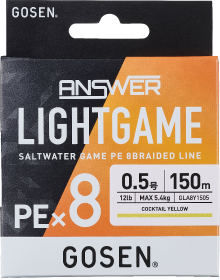 GOSEN®
ANSWER
LIGHTGAME
SALTWATER GAME PE 8BRAIDED LINE
PE×8
0.5号 150m
12lb MAX 5.4kg GLA8Y1505
COCKTAIL YELLOW
GOSEN®